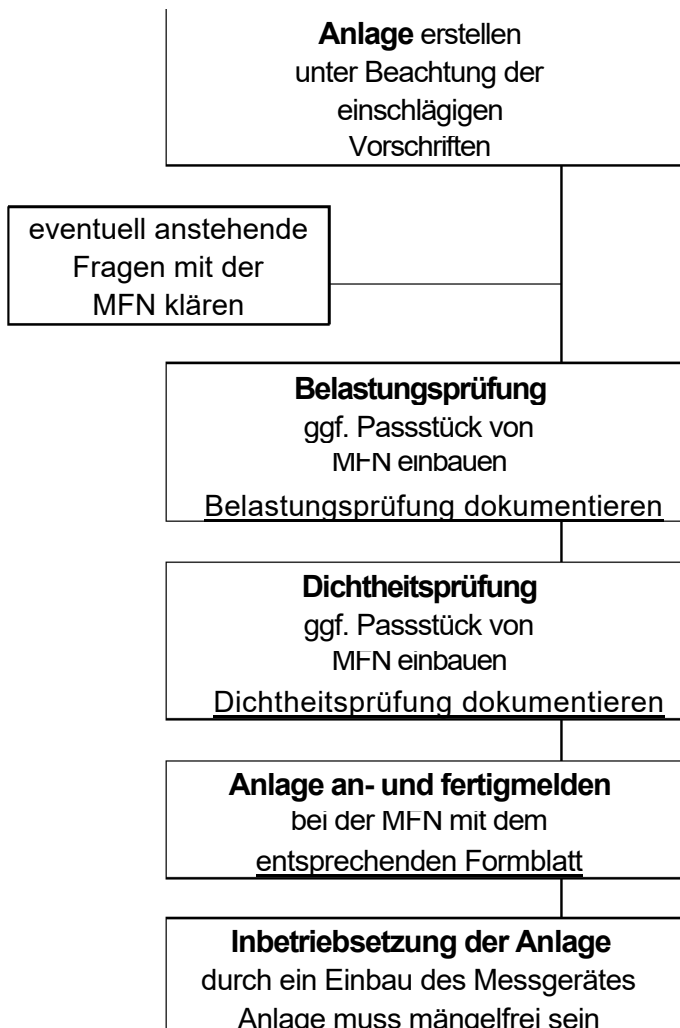 Anlage erstellen
unter Beachtung der
einschlägigen
Vorschriften
eventuell anstehende
Fragen mit der
MFN klären
Belastungsprüfung
ggf. Passstück von
MFN einbauen
Belastungsprüfung dokumentieren
Dichtheitsprüfung
ggf. Passstück von
MFN einbauen
Dichtheitsprüfung dokumentieren
Anlage an- und fertigmelden
bei der MFN mit dem
entsprechenden Formblatt
Inbetriebsetzung der Anlage
durch ein Einbau des Messgerätes
Anlage muss mängelfrei sein